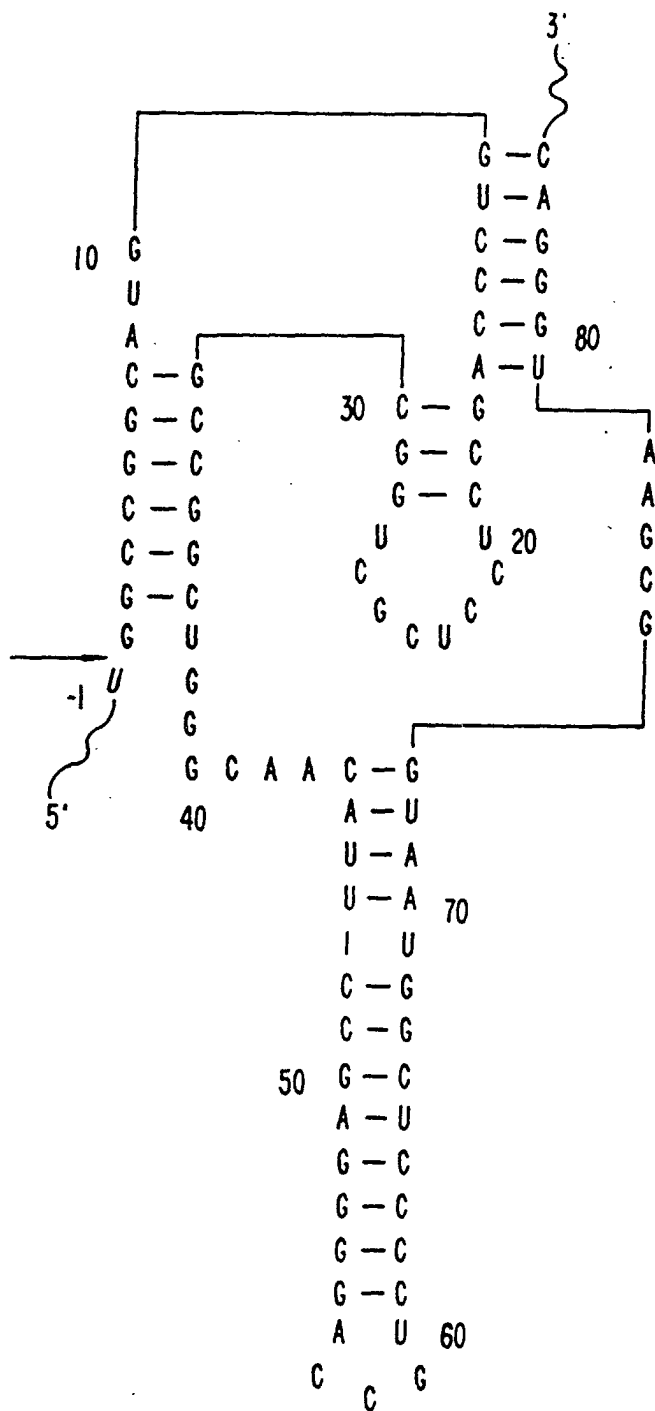 3'
G – C
U – A
10 G C – G
U C – G
A C – G 80
C – G A – U
G – C 30 C – G
G – C G – C A
C – G G – C A
C – G U U 20 G
C C
G – C G C C
G U C U G
-1 U G
G
G C A A C – G
5' 40 A – U
U – A
U – A 70
I U
C – G
C – G
50 G – C
A – U
G – C
G – C
G – C
G – C
A U 60
C C G